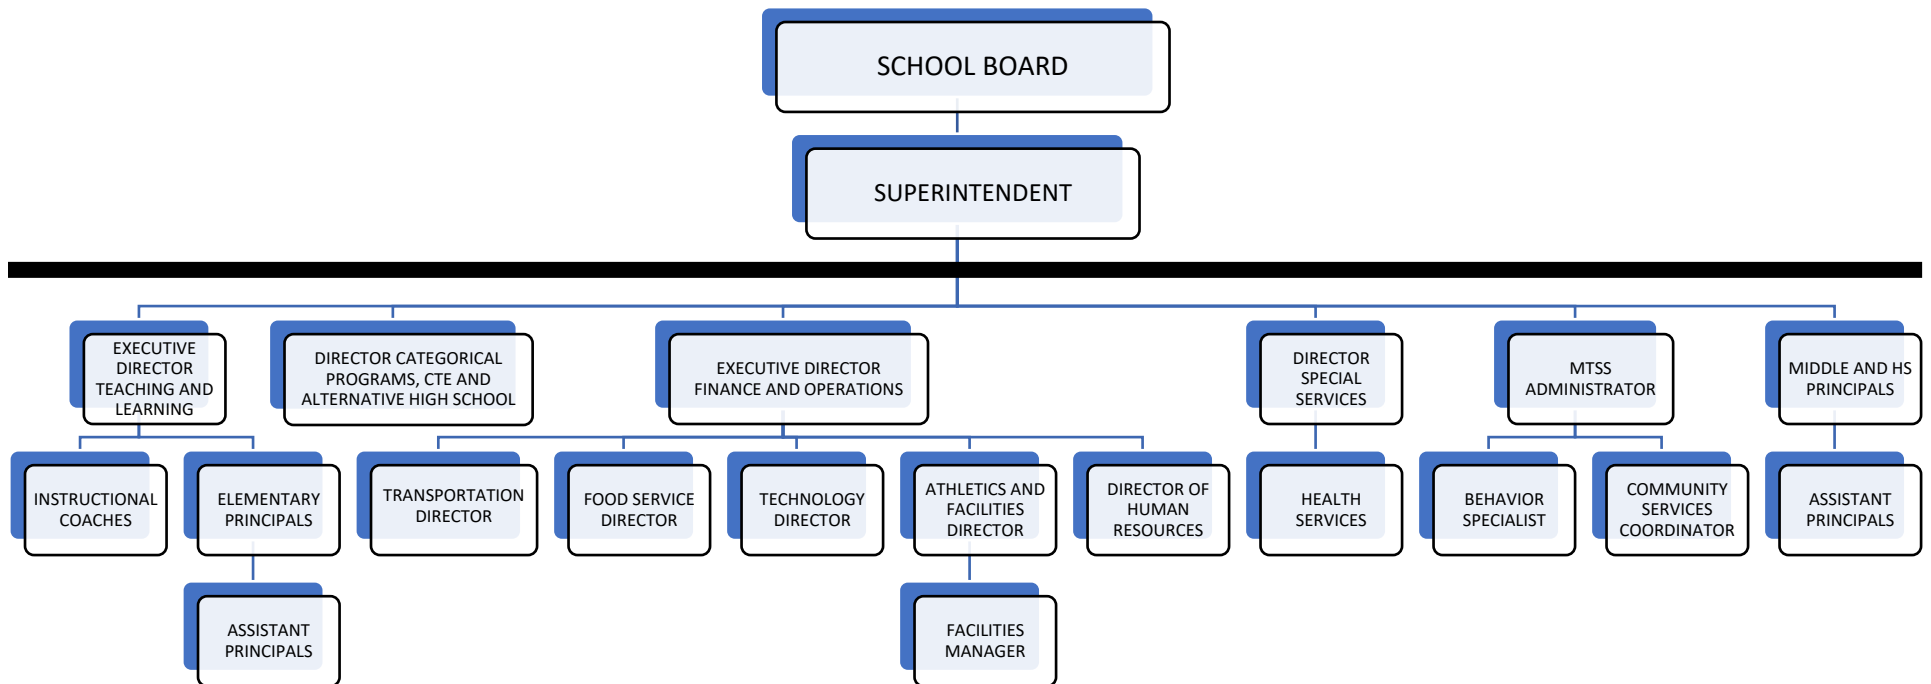 SCHOOL BOARD
SUPERINTENDENT
EXECUTIVE
DIRECTOR
TEACHING AND
LEARNING
DIRECTOR CATEGORICAL
PROGRAMS, CTE AND
ALTERNATIVE HIGH SCHOOL
EXECUTIVE DIRECTOR
FINANCE AND OPERATIONS
DIRECTOR
SPECIAL
SERVICES
MTSS
ADMINISTRATOR
MIDDLE AND HS
PRINCIPALS
INSTRUCTIONAL
COACHES
ELEMENTARY
PRINCIPALS
TRANSPORTATION
DIRECTOR
FOOD SERVICE
DIRECTOR
TECHNOLOGY
DIRECTOR
ATHLETICS AND
FACILITIES
DIRECTOR
DIRECTOR OF
HUMAN
RESOURCES
HEALTH
SERVICES
BEHAVIOR
SPECIALIST
COMMUNITY
SERVICES
COORDINATOR
ASSISTANT
PRINCIPALS
ASSISTANT
PRINCIPALS
FACILITIES
MANAGER